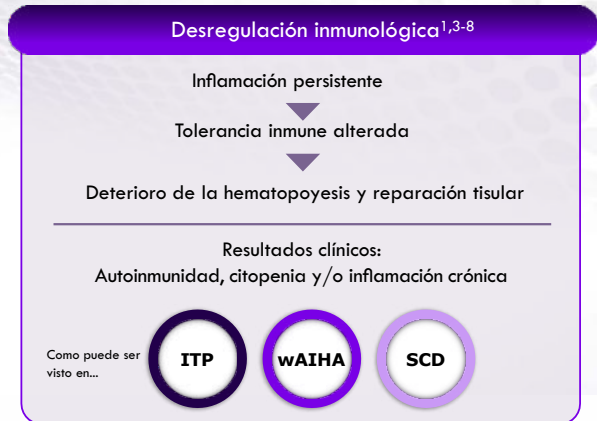 Desregulación inmunológica1,3-8
Inflamación persistente
Tolerancia inmune alterada
Deterioro de la hematopoyesis y reparación tisular
Resultados clínicos:
Autoinmunidad, citopenia y/o inflamación crónica
Como puede ser
visto en...
ITP
wAIHA
SCD